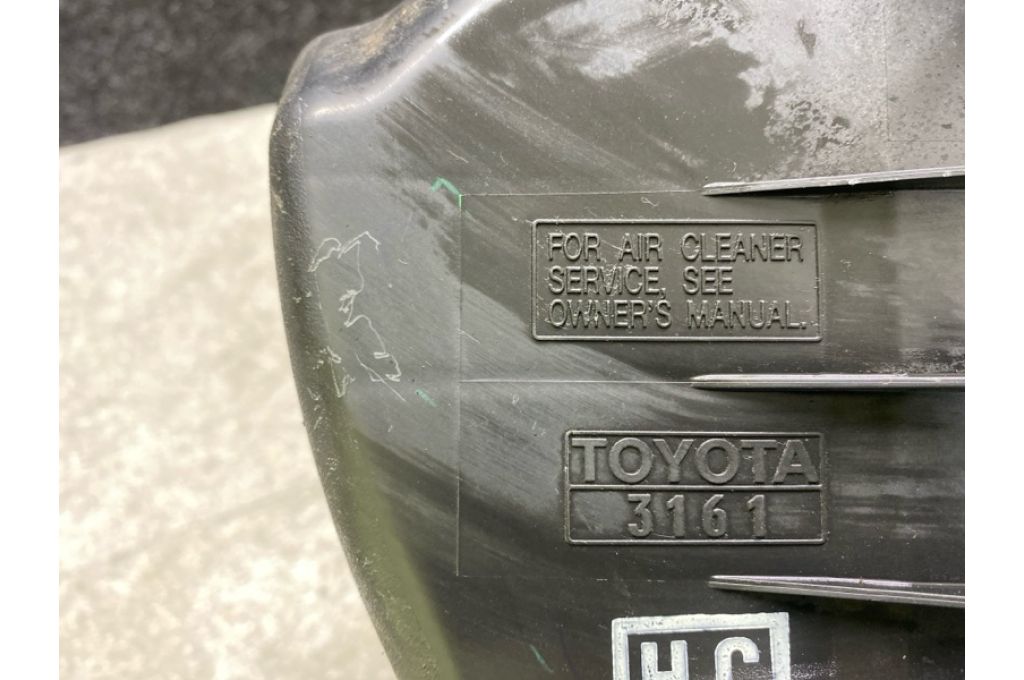 FOR AIR CLEANER
SERVICE, SEE
OWNER'S MANUAL.
TOYOTA
3161
HC